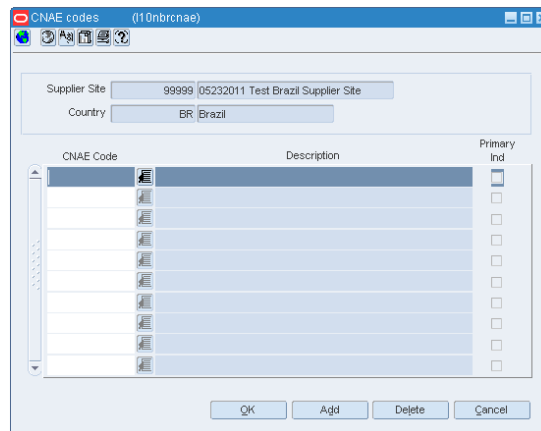 CNAE codes (l10nbrcnae)
Supplier Site 99999 05232011 Test Brazil Supplier Site
Country BR Brazil
CNAE Code Description Primary Ind
OK Add Delete Cancel